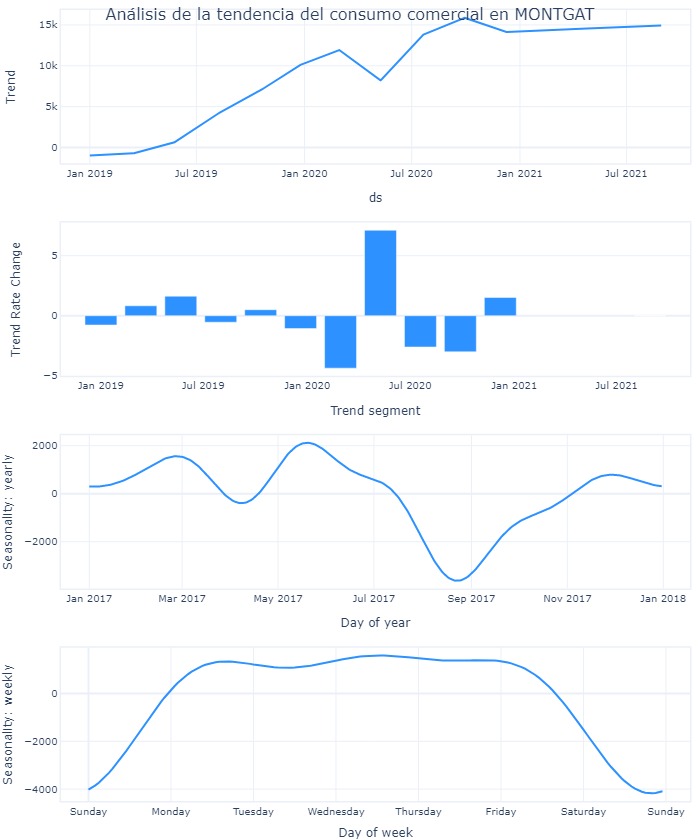 Análisis de la tendencia del consumo comercial en MONTGAT
15k
10k
5k
0
Trend
Jan 2019 Jul 2019 Jan 2020 Jul 2020 Jan 2021 Jul 2021
ds
5
0
−5
Trend Rate Change
Jan 2019 Jul 2019 Jan 2020 Jul 2020 Jan 2021 Jul 2021
Trend segment
2000
0
−2000
Seasonality: yearly
Jan 2017 Mar 2017 May 2017 Jul 2017 Sep 2017 Nov 2017 Jan 2018
Day of year
0
−2000
−4000
Seasonality: weekly
Sunday Monday Tuesday Wednesday Thursday Friday Saturday Sunday
Day of week